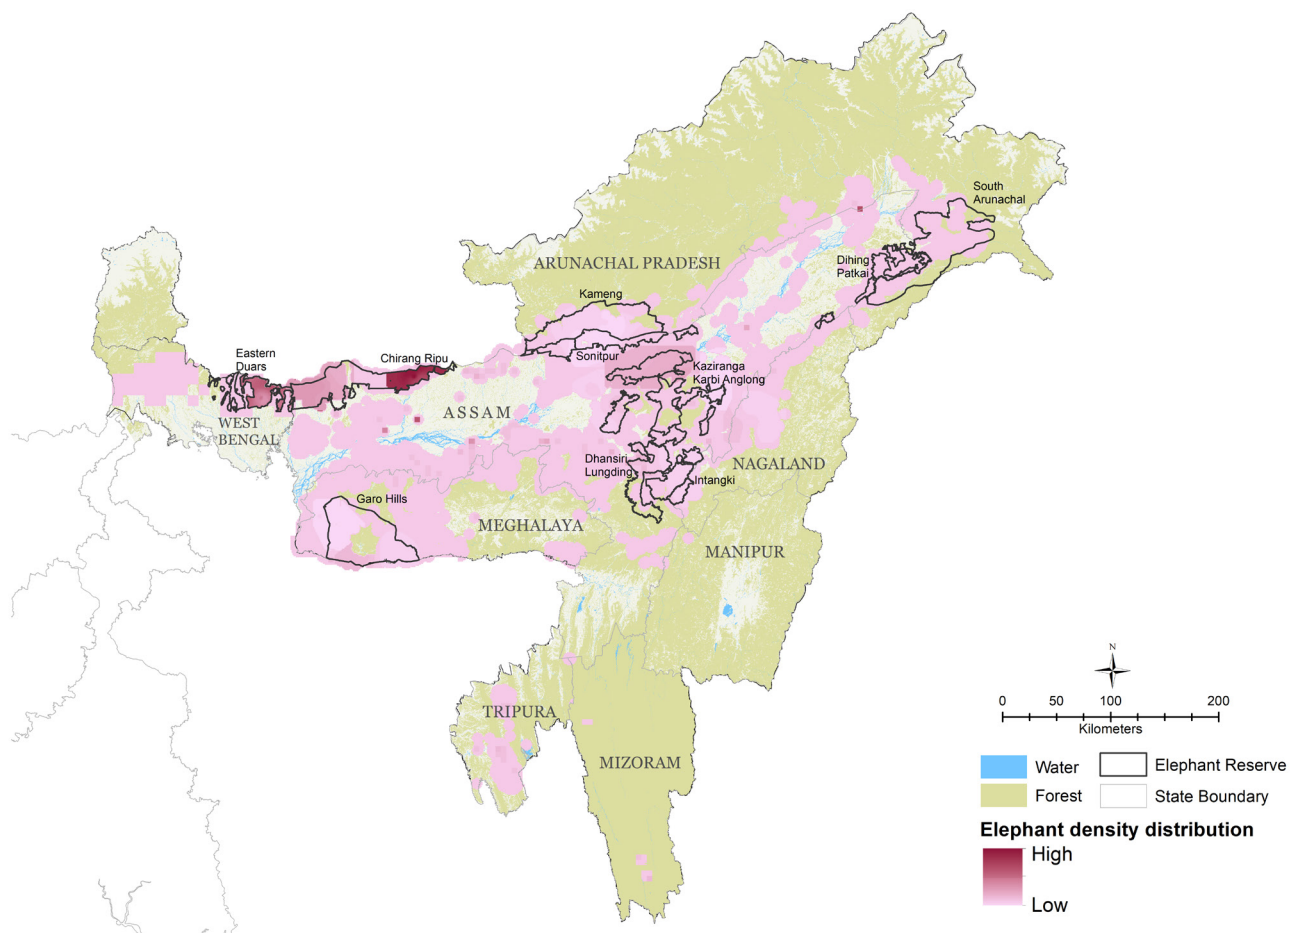 South
Arunachal
ARUNACHAL PRADESH
Dihing
Patkai
Kameng
Eastern
Duars
Chirang Ripu
Sonitpur
Kaziranga
Karbi Anglong
ASSAM
WEST
BENGAL
Dhansiri
Lungding
NAGALAND
Intangki
Garo Hills
MEGHALAYA
MANIPUR
TRIPURA
MIZORAM
N
0 50 100 200
Kilometers
Water
Elephant Reserve
Forest
State Boundary
Elephant density distribution
High
Low